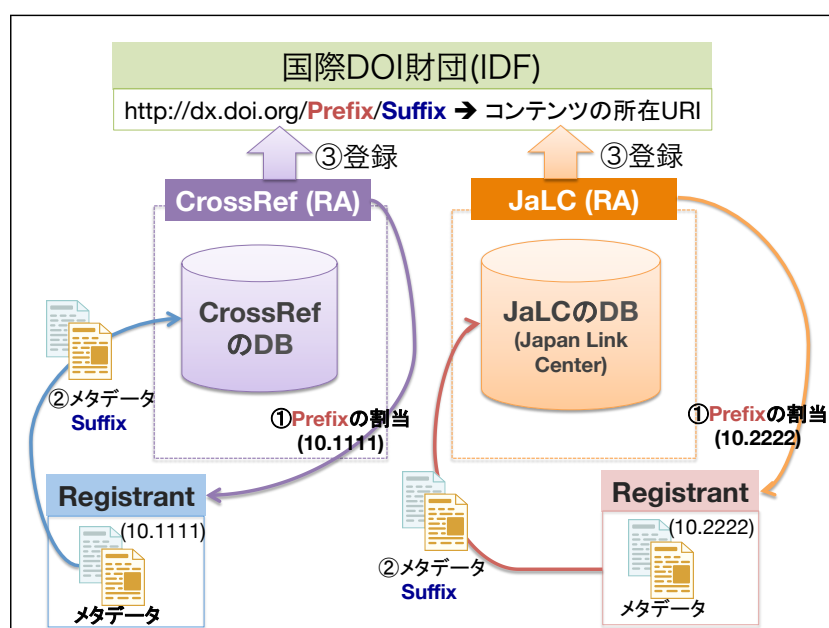 国際DOI財団(IDF)
http://dx.doi.org/Prefix/Suffix ➔ コンテンツの所在URI
③登録
③登録
CrossRef (RA)
JaLC (RA)
CrossRef
のDB
JaLCのDB
(Japan Link
Center)
②メタデータ
Suffix
①Prefixの割当
(10.1111)
①Prefixの割当
(10.2222)
Registrant
(10.1111)
メタデータ
②メタデータ
Suffix
Registrant
(10.2222)
メタデータ